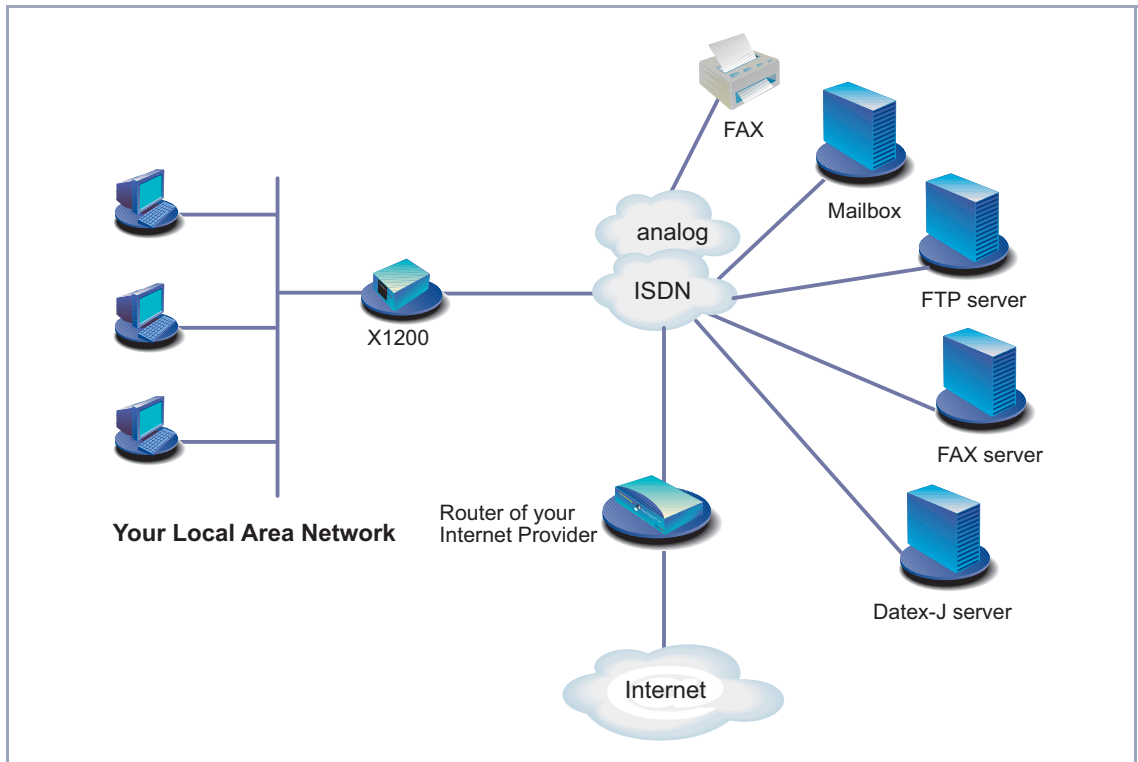 FAX
Mailbox
analog
ISDN
FTP server
X1200
FAX server
Your Local Area Network
Router of your
Internet Provider
Datex-J server
Internet